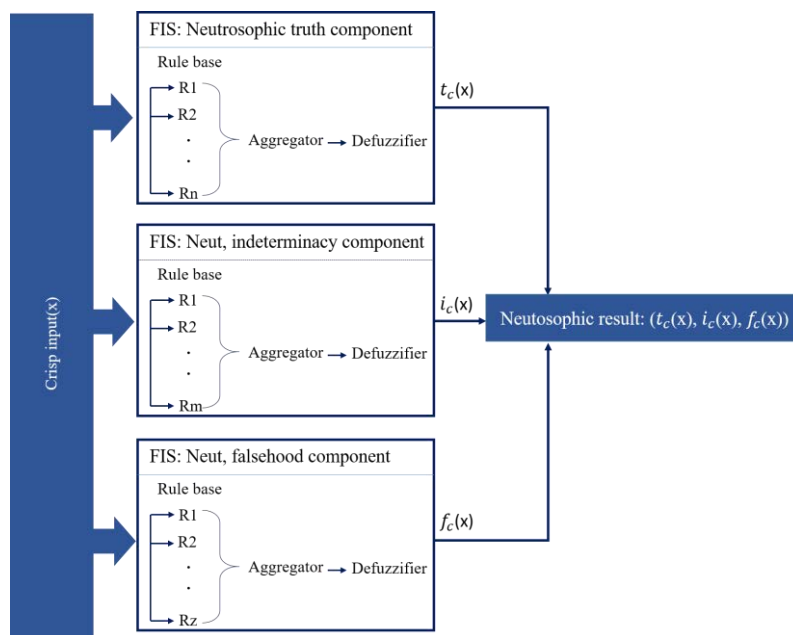 Crisp input(x)
FIS: Neutrosophic truth component
Rule base
R1
R2
.
.
Rn
Aggregator
Defuzzifier
t_c(x)
FIS: Neut, indeterminacy component
Rule base
R1
R2
.
.
Rm
Aggregator
Defuzzifier
i_c(x)
Neutosophic result: (t_c(x), i_c(x), f_c(x))
FIS: Neut, falsehood component
Rule base
R1
R2
.
.
Rz
Aggregator
Defuzzifier
f_c(x)